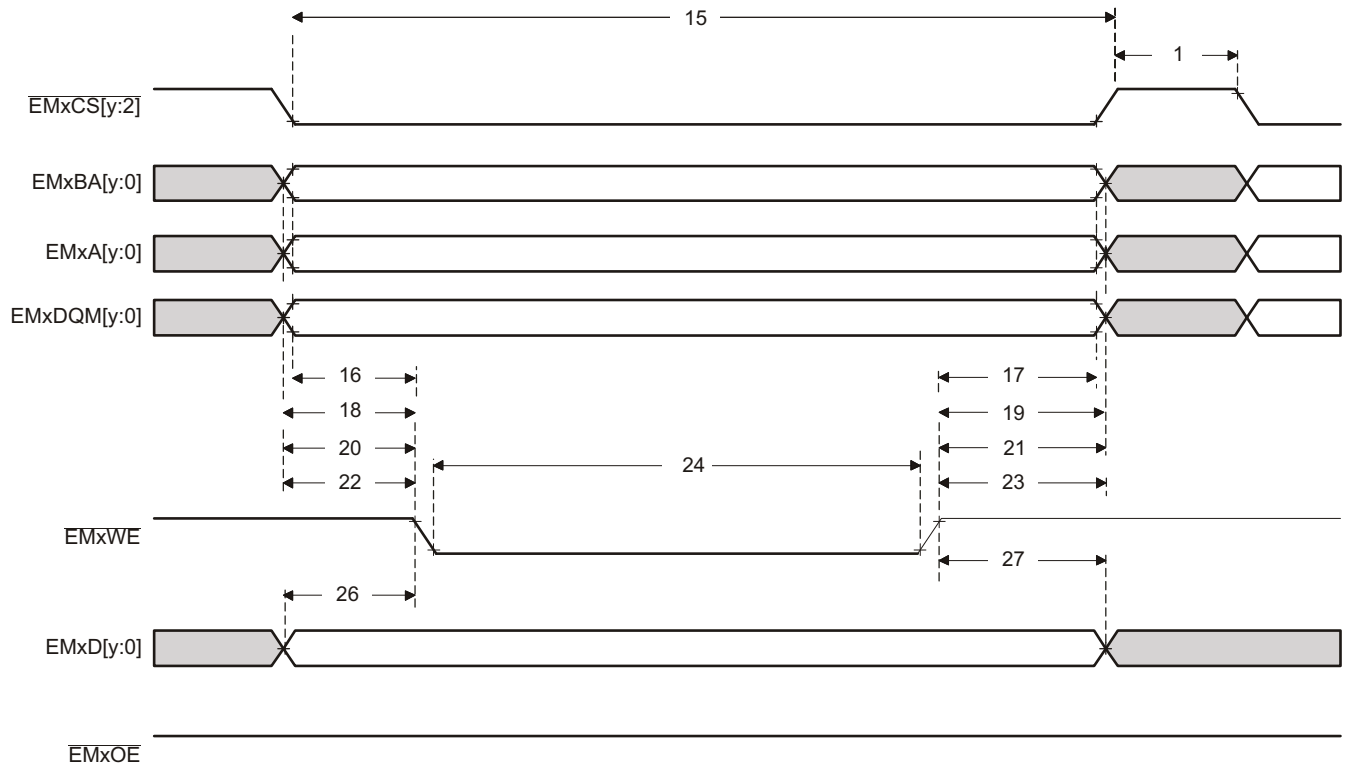 15
1
EMxCS[y:2]
EMxBA[y:0]
EMxA[y:0]
EMxDQM[y:0]
16 17
18 19
20 21
24
22 23
EMxWE
27
26
EMxD[y:0]
EMxOE